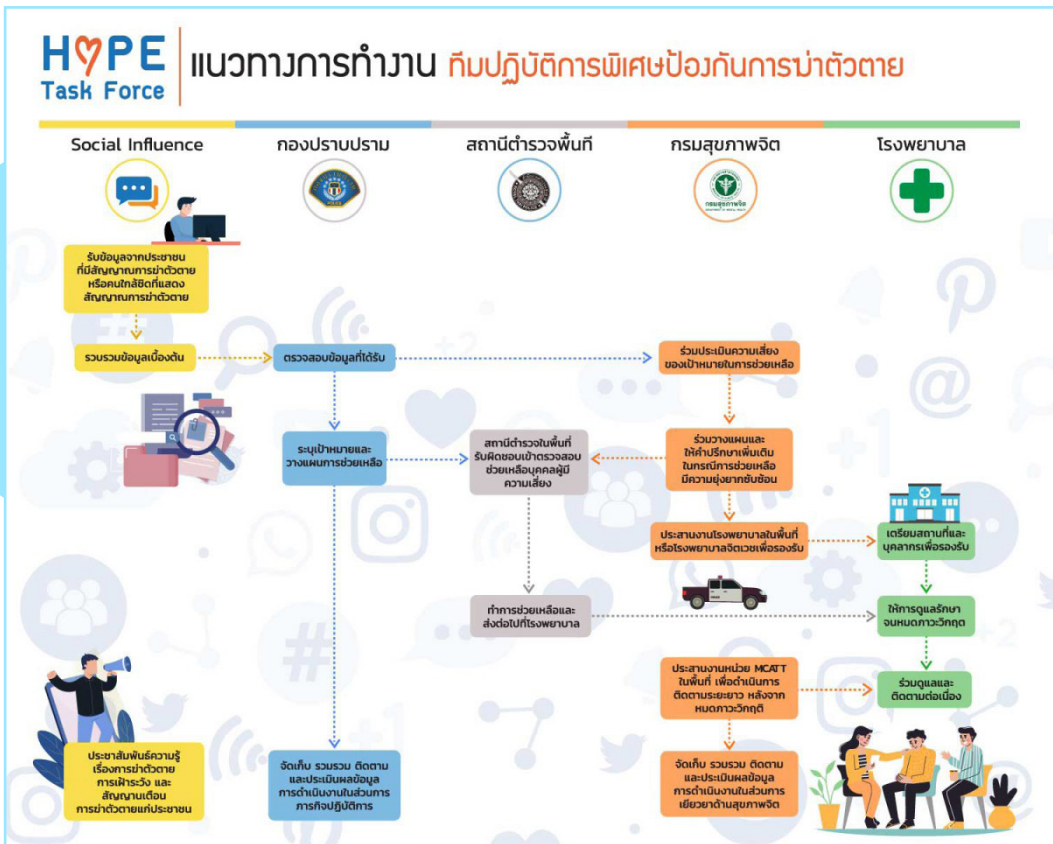 HOPE
Task Force
แนวทางการทำงาน ทีมปฏิบัติการพิเศษป้องกันการฆ่าตัวตาย
Social Influence
กองปราบปราม
สถานีตำรวจพื้นที่
กรมสุขภาพจิต
โรงพยาบาล
กรมสุขภาพจิต
รับข้อมูลจากประชาชน
ที่มีสัญญาณการฆ่าตัวตาย
หรือคนใกล้ชิดที่แสดง
สัญญาณการฆ่าตัวตาย
รวบรวมข้อมูลเบื้องต้น
ตรวจสอบข้อมูลที่ได้รับ
ร่วมประเมินความเสี่ยง
ของเป้าหมายในการช่วยเหลือ
ระบุเป้าหมายและ
วางแผนการช่วยเหลือ
สถานีตำรวจในพื้นที่
รับผิดชอบเข้าตรวจสอบ
ช่วยเหลือบุคคลผู้มี
ความเสี่ยง
ร่วมวางแผนและ
ให้คำปรึกษาเพิ่มเติม
ในกรณีการช่วยเหลือ
มีความยุ่งยากซับซ้อน
ประสานงานโรงพยาบาลในพื้นที่
หรือโรงพยาบาลจิตเวชเพื่อรองรับ
เตรียมสถานที่และ
บุคลากรเพื่อรองรับ
ทำการช่วยเหลือและ
ส่งต่อไปที่โรงพยาบาล
ให้การดูแลรักษา
จนหมดภาวะวิกฤต
ประสานงานหน่วย MCATT
ในพื้นที่ เพื่อดำเนินการ
ติดตามระยะยาว หลังจาก
หมดภาวะวิกฤติ
ร่วมดูแลและ
ติดตามต่อเนื่อง
ประชาสัมพันธ์ความรู้
เรื่องการฆ่าตัวตาย
การเฝ้าระวัง และ
สัญญานเตือน
การฆ่าตัวตายแก่ประชาชน
จัดเก็บ รวมรวม ติดตาม
และประเมินผลข้อมูล
การดำเนินงานในส่วนการ
ภารกิจปฏิบัติการ
จัดเก็บ รวบรวม ติดตาม
และประเมินผลข้อมูล
การดำเนินงานในส่วนการ
เยียวยาด้านสุขภาพจิต